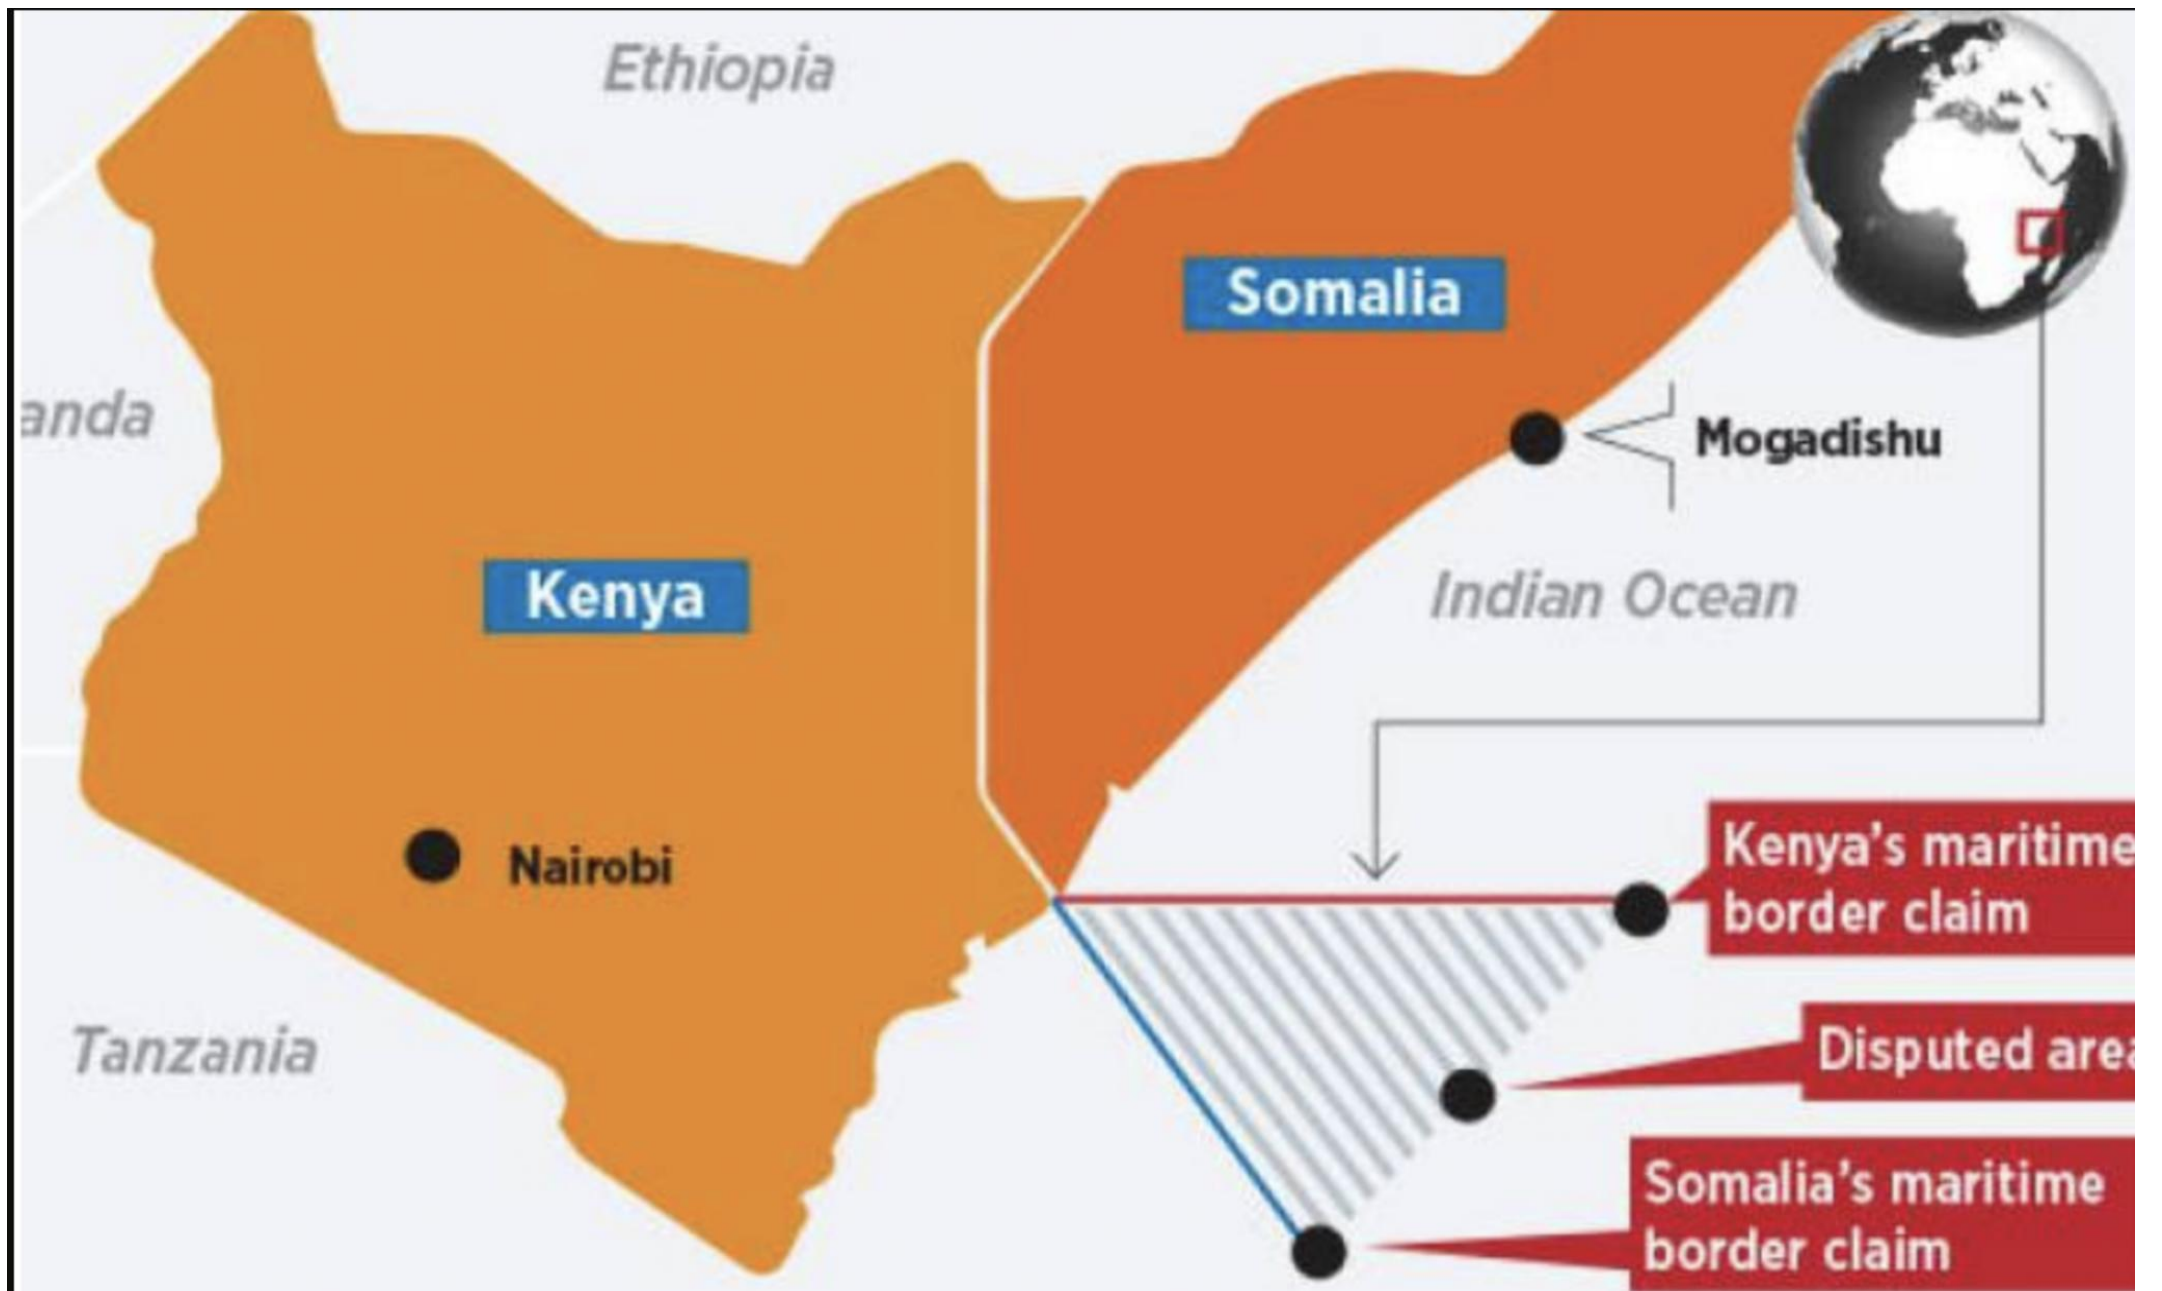 Ethiopia
Somalia
anda
Mogadishu
Kenya
Indian Ocean
Nairobi
Kenya's maritime
border claim
Tanzania
Disputed area
Somalia's maritime
border claim